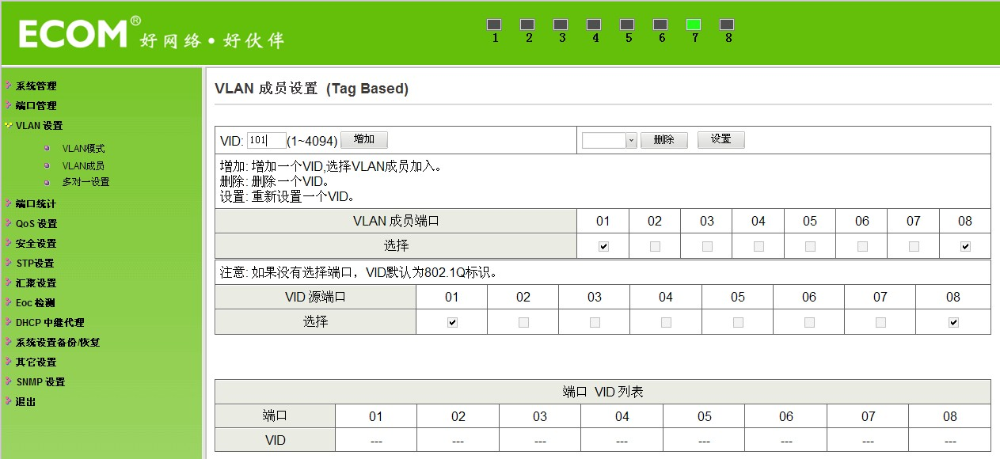 ECOM® 好网络•好伙伴
1 2 3 4 5 6 7 8
系统管理
端口管理
VLAN 设置
VLAN模式
VLAN成员
多对一设置
端口统计
QoS 设置
安全设置
STP设置
汇聚设置
Eoc 检测
DHCP 中继代理
系统设置备份/恢复
其它设置
SNMP 设置
退出
VLAN 成员设置 (Tag Based)
VID: 101 (1~4094) 增加 删除 设置
增加: 增加一个VID,选择VLAN成员加入。
删除: 删除一个VID。
设置: 重新设置一个VID。
VLAN 成员端口 01 02 03 04 05 06 07 08
选择
注意: 如果没有选择端口，VID默认为802.1Q标识。
VID 源端口 01 02 03 04 05 06 07 08
选择
端口 VID 列表
端口 01 02 03 04 05 06 07 08
VID --- --- --- --- --- --- --- ---